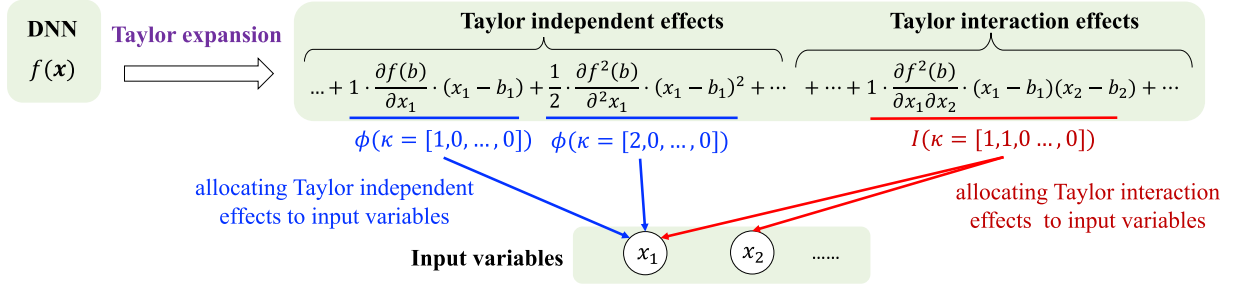 DNN
f(x)
Taylor expansion
Taylor independent effects
Taylor interaction effects
... + 1 · ∂f(b)/∂x₁ · (x₁ − b₁) + 1/2 · ∂f²(b)/∂²x₁ · (x₁ − b₁)² + ⋯ + ⋯ + 1 · ∂f²(b)/∂x₁∂x₂ · (x₁ − b₁)(x₂ − b₂) + ⋯
ϕ(κ = [1,0, … , 0]) ϕ(κ = [2,0, … , 0]) I(κ = [1,1,0 … , 0])
allocating Taylor independent
effects to input variables
allocating Taylor interaction
effects to input variables
Input variables
x₁
x₂
......